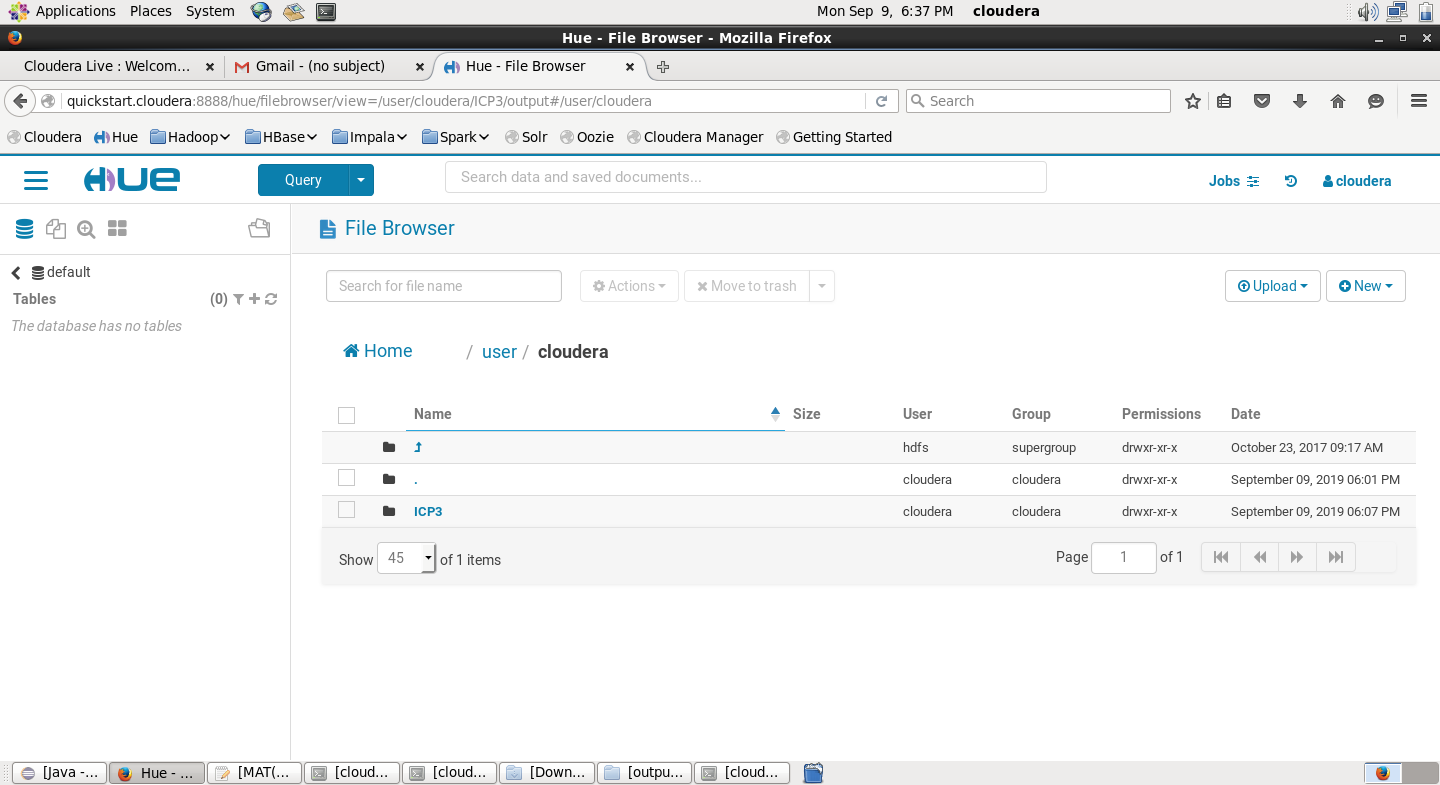 Applications Places System Mon Sep 9, 6:37 PM cloudera
Hue - File Browser - Mozilla Firefox
Cloudera Live : Welcom... Gmail - (no subject) Hue - File Browser
quickstart.cloudera:8888/hue/filebrowser/view=/user/cloudera/ICP3/output#/user/cloudera Search
Cloudera Hue Hadoop HBase Impala Spark Solr Oozie Cloudera Manager Getting Started
HUE Query Search data and saved documents... Jobs cloudera
File Browser
default
Tables (0)
The database has no tables
Search for file name Actions Move to trash Upload New
Home / user / cloudera
Name Size User Group Permissions Date
hdfs supergroup drwxr-xr-x October 23, 2017 09:17 AM
. cloudera cloudera drwxr-xr-x September 09, 2019 06:01 PM
ICP3 cloudera cloudera drwxr-xr-x September 09, 2019 06:07 PM
Show 45 of 1 items Page 1 of 1
[Java -... Hue - ... [MAT(... [cloud... [cloud... [Down... [outpu... [cloud...